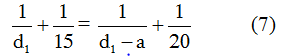 1/d₁ + 1/15 = 1/(d₁ − a) + 1/20 (7)